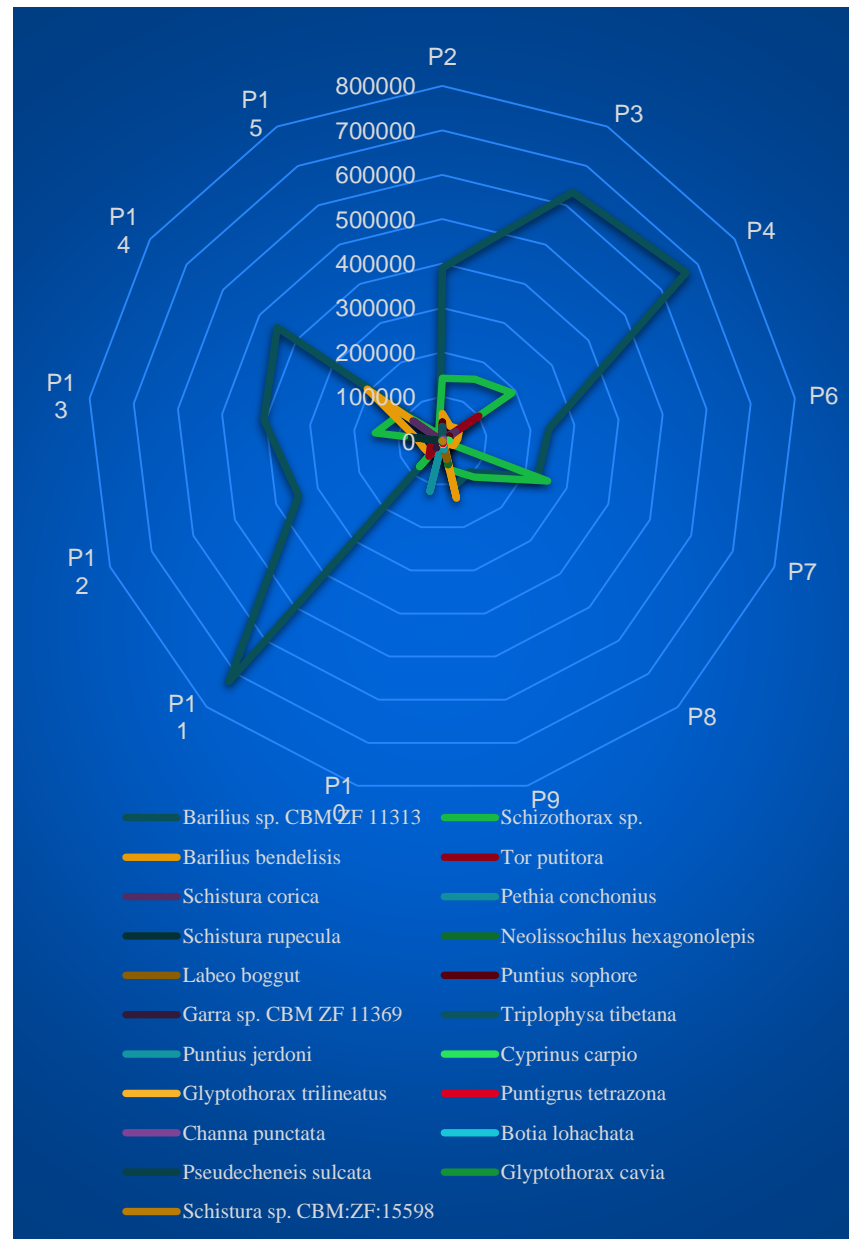 P2
800000
700000
600000
500000
400000
300000
200000
100000
0
P3
P4
P6
P7
P8
P9
P1
0
P1
1
P1
2
P1
3
P1
4
P1
5
Barilius sp. CBM ZF 11313
Schizothorax sp.
Barilius bendelisis
Tor putitora
Schistura corica
Pethia conchonius
Schistura rupecula
Neolissochilus hexagonolepis
Labeo boggut
Puntius sophore
Garra sp. CBM ZF 11369
Triplophysa tibetana
Puntius jerdoni
Cyprinus carpio
Glyptothorax trilineatus
Puntigrus tetrazona
Channa punctata
Botia lohachata
Pseudecheneis sulcata
Glyptothorax cavia
Schistura sp. CBM:ZF:15598